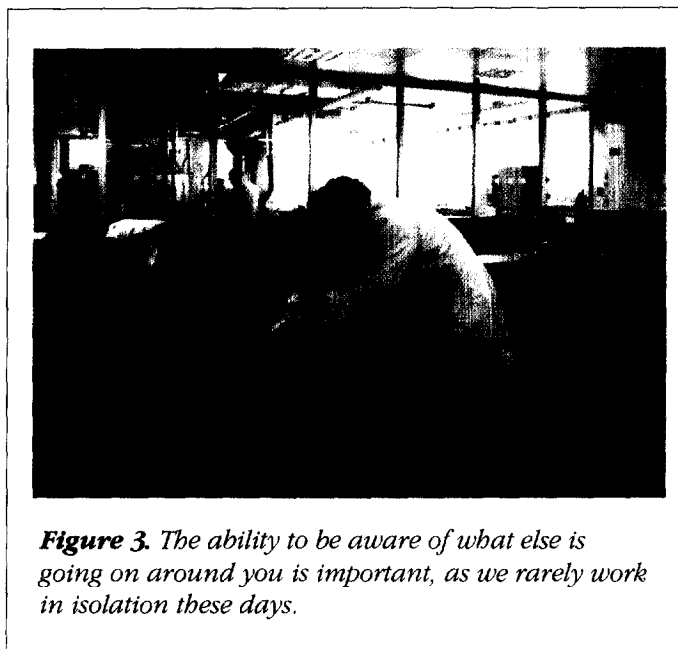 Figure 3. The ability to be aware of what else is
going on around you is important, as we rarely work
in isolation these days.